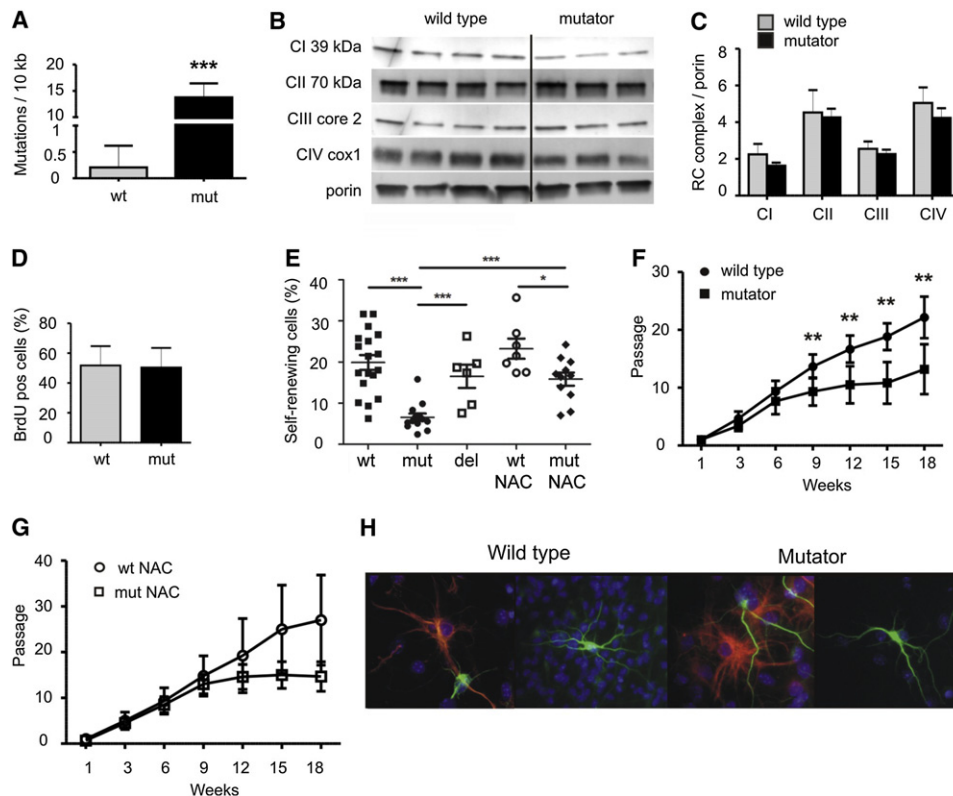 A
Mutations / 10 kb
20
15
10
1
0.5
0
***
wt
mut
B
wild type
mutator
CI 39 kDa
CII 70 kDa
CIII core 2
CIV cox1
porin
C
wild type
mutator
RC complex / porin
8
6
4
2
0
CI
CII
CIII
CIV
D
BrdU pos cells (%)
80
60
40
20
0
wt
mut
E
Self-renewing cells (%)
40
30
20
10
0
***
***
***
*
wt
mut
del
wt NAC
mut NAC
F
wild type
mutator
Passage
30
20
10
0
**
**
**
**
1
3
6
9
12
15
18
Weeks
G
wt NAC
mut NAC
Passage
40
30
20
10
0
1
3
6
9
12
15
18
Weeks
H
Wild type
Mutator